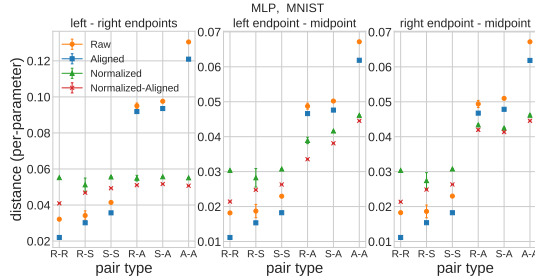 MLP, MNIST
left - right endpoints
left endpoint - midpoint
right endpoint - midpoint
Raw
Aligned
Normalized
Normalized-Aligned
distance (per-parameter)
0.12
0.10
0.08
0.06
0.04
0.02
0.07
0.06
0.05
0.04
0.03
0.02
0.01
0.07
0.06
0.05
0.04
0.03
0.02
0.01
R-R R-S S-S R-A S-A A-A
R-R R-S S-S R-A S-A A-A
R-R R-S S-S R-A S-A A-A
pair type
pair type
pair type